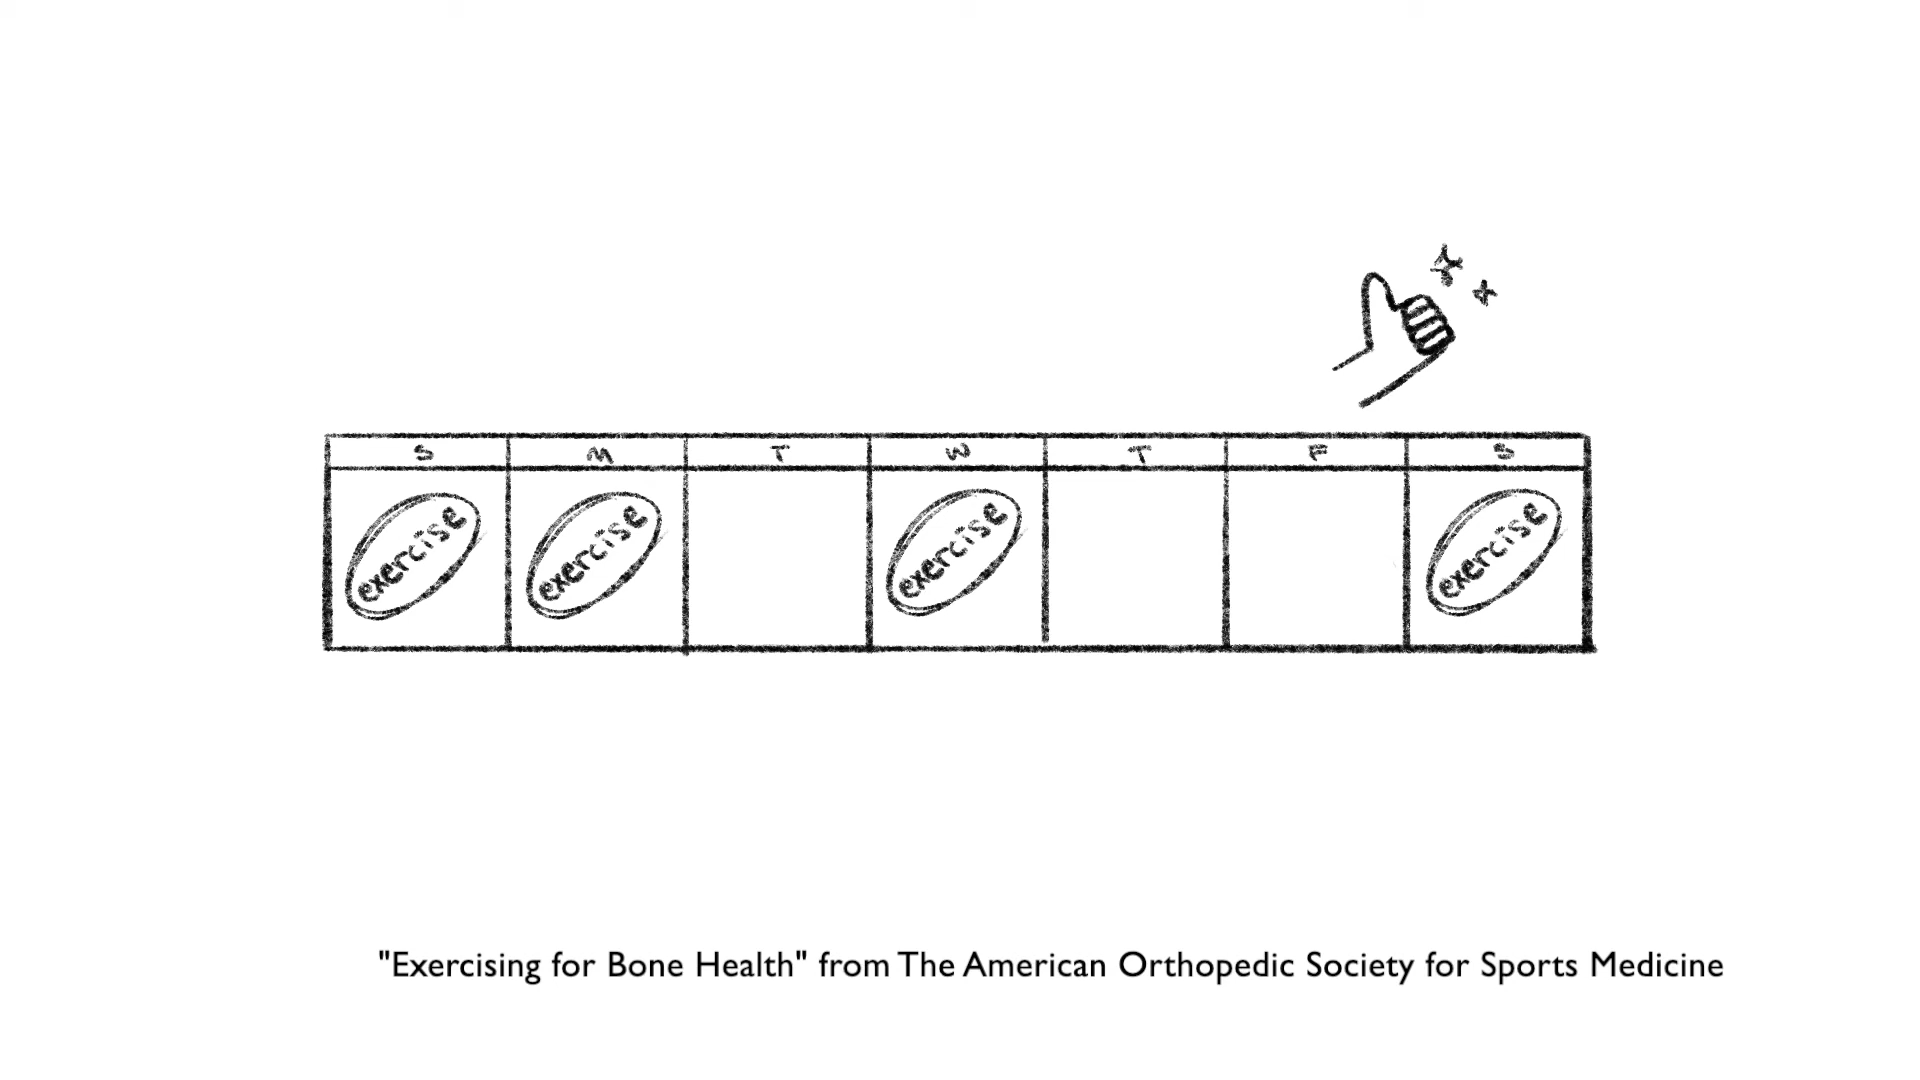 S M T W T F S
exercise exercise exercise exercise
"Exercising for Bone Health" from The American Orthopedic Society for Sports Medicine